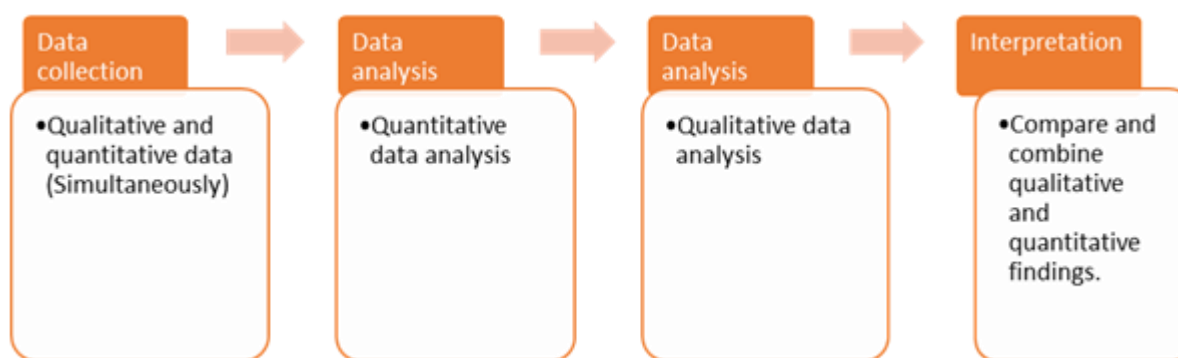 Data
collection
•Qualitative and
quantitative data
(Simultaneously)
Data
analysis
•Quantitative
data analysis
Data
analysis
•Qualitative data
analysis
Interpretation
•Compare and
combine
qualitative
and
quantitative
findings.